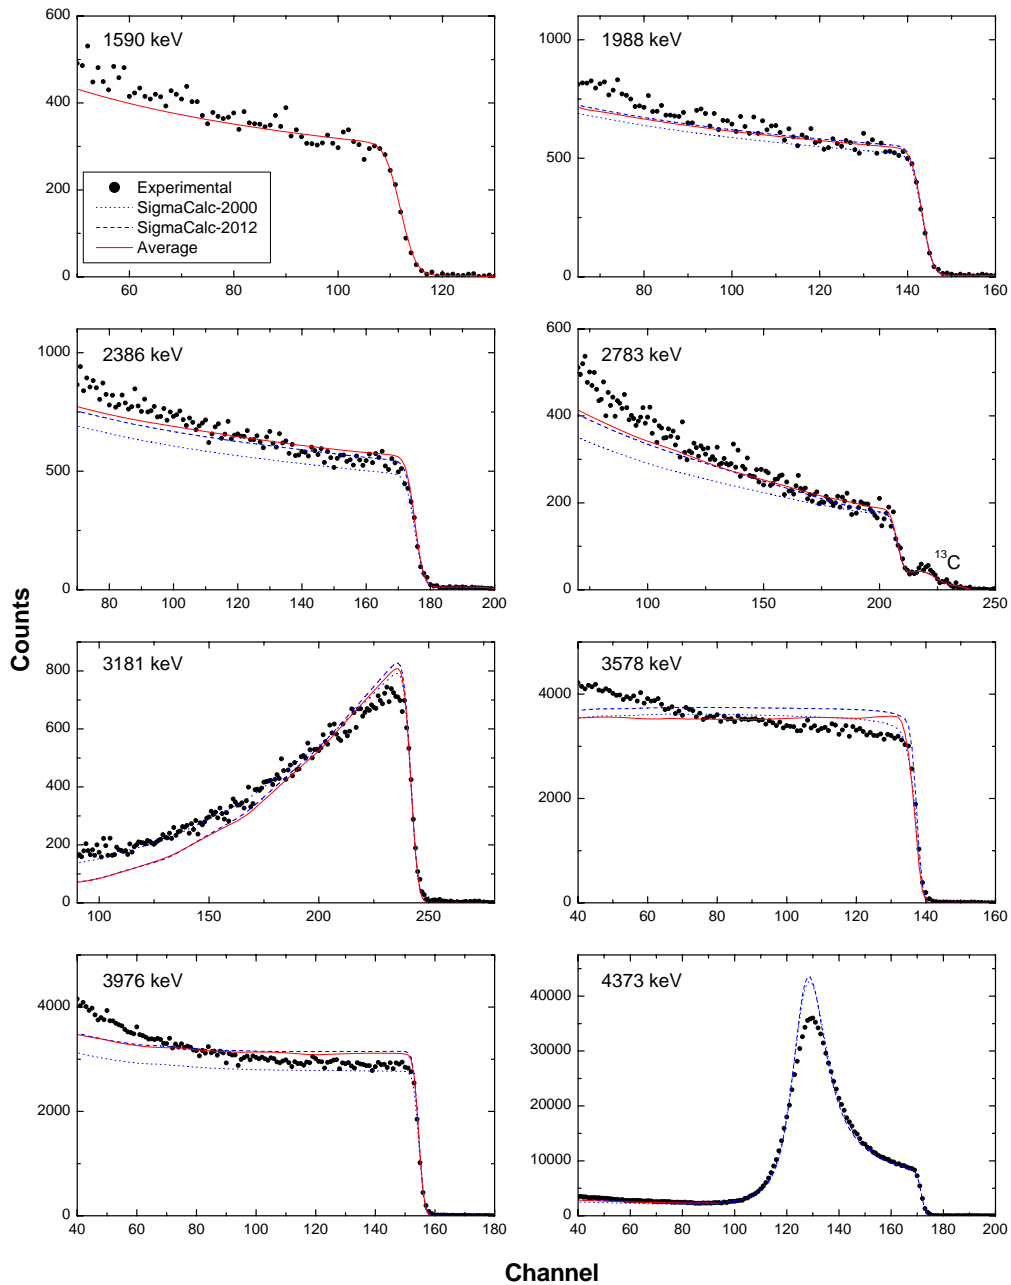 600
1590 keV
400
200
0
Experimental
SigmaCalc-2000
SigmaCalc-2012
Average
60 80 100 120
1988 keV
1000
500
0
80 100 120 140 160
2386 keV
1000
500
0
80 100 120 140 160 180 200
2783 keV
600
400
200
0
13C
100 150 200 250
Counts
3181 keV
800
600
400
200
0
100 150 200 250
3578 keV
4000
2000
0
40 60 80 100 120 140 160
3976 keV
4000
2000
0
40 60 80 100 120 140 160 180
4373 keV
40000
30000
20000
10000
0
40 60 80 100 120 140 160 180 200
Channel